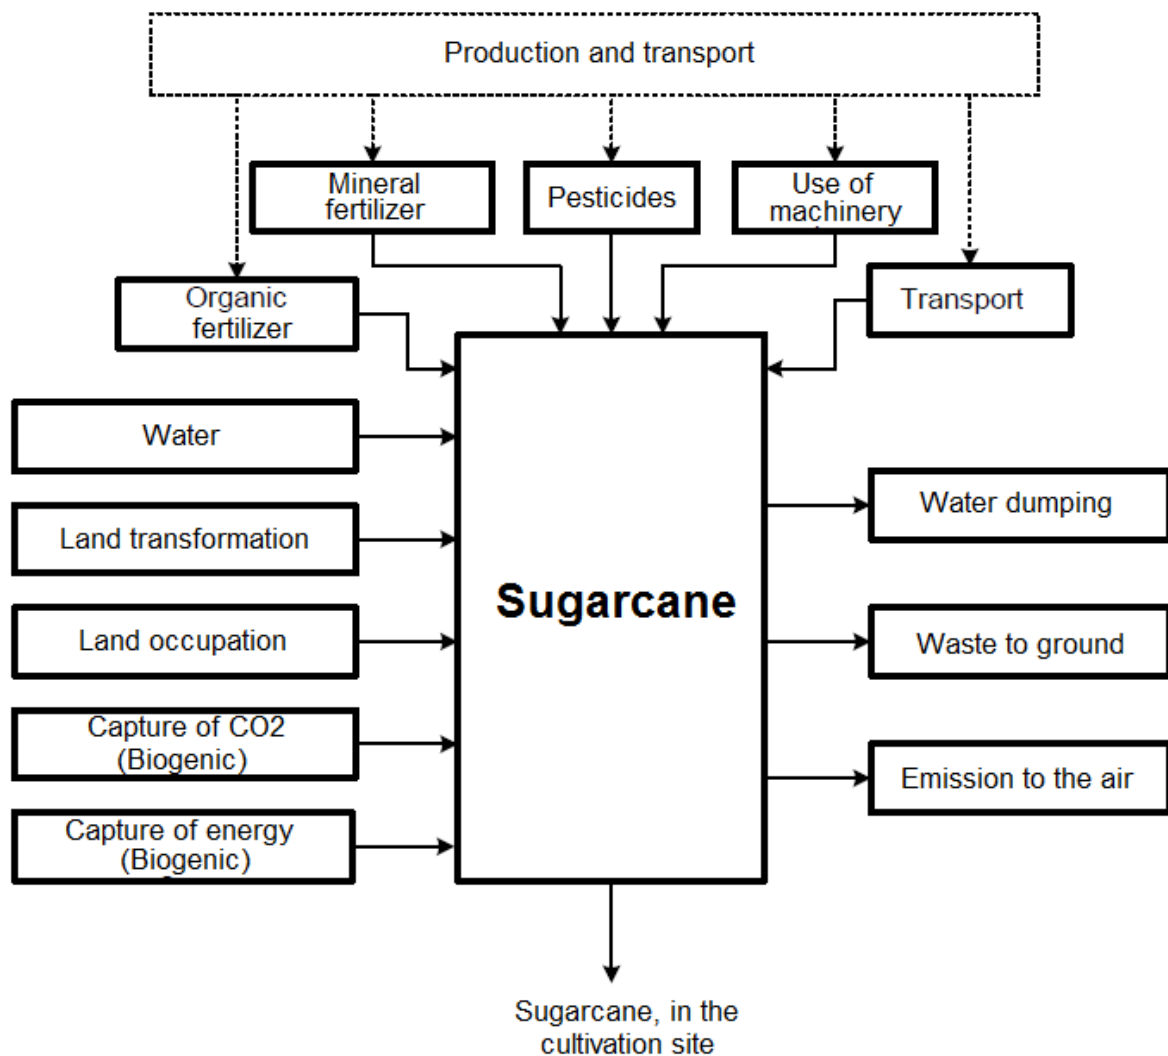 Production and transport
Mineral
fertilizer
Pesticides
Use of
machinery
Organic
fertilizer
Transport
Water
Land transformation
Land occupation
Capture of CO2
(Biogenic)
Capture of energy
(Biogenic)
Sugarcane
Water dumping
Waste to ground
Emission to the air
Sugarcane, in the
cultivation site